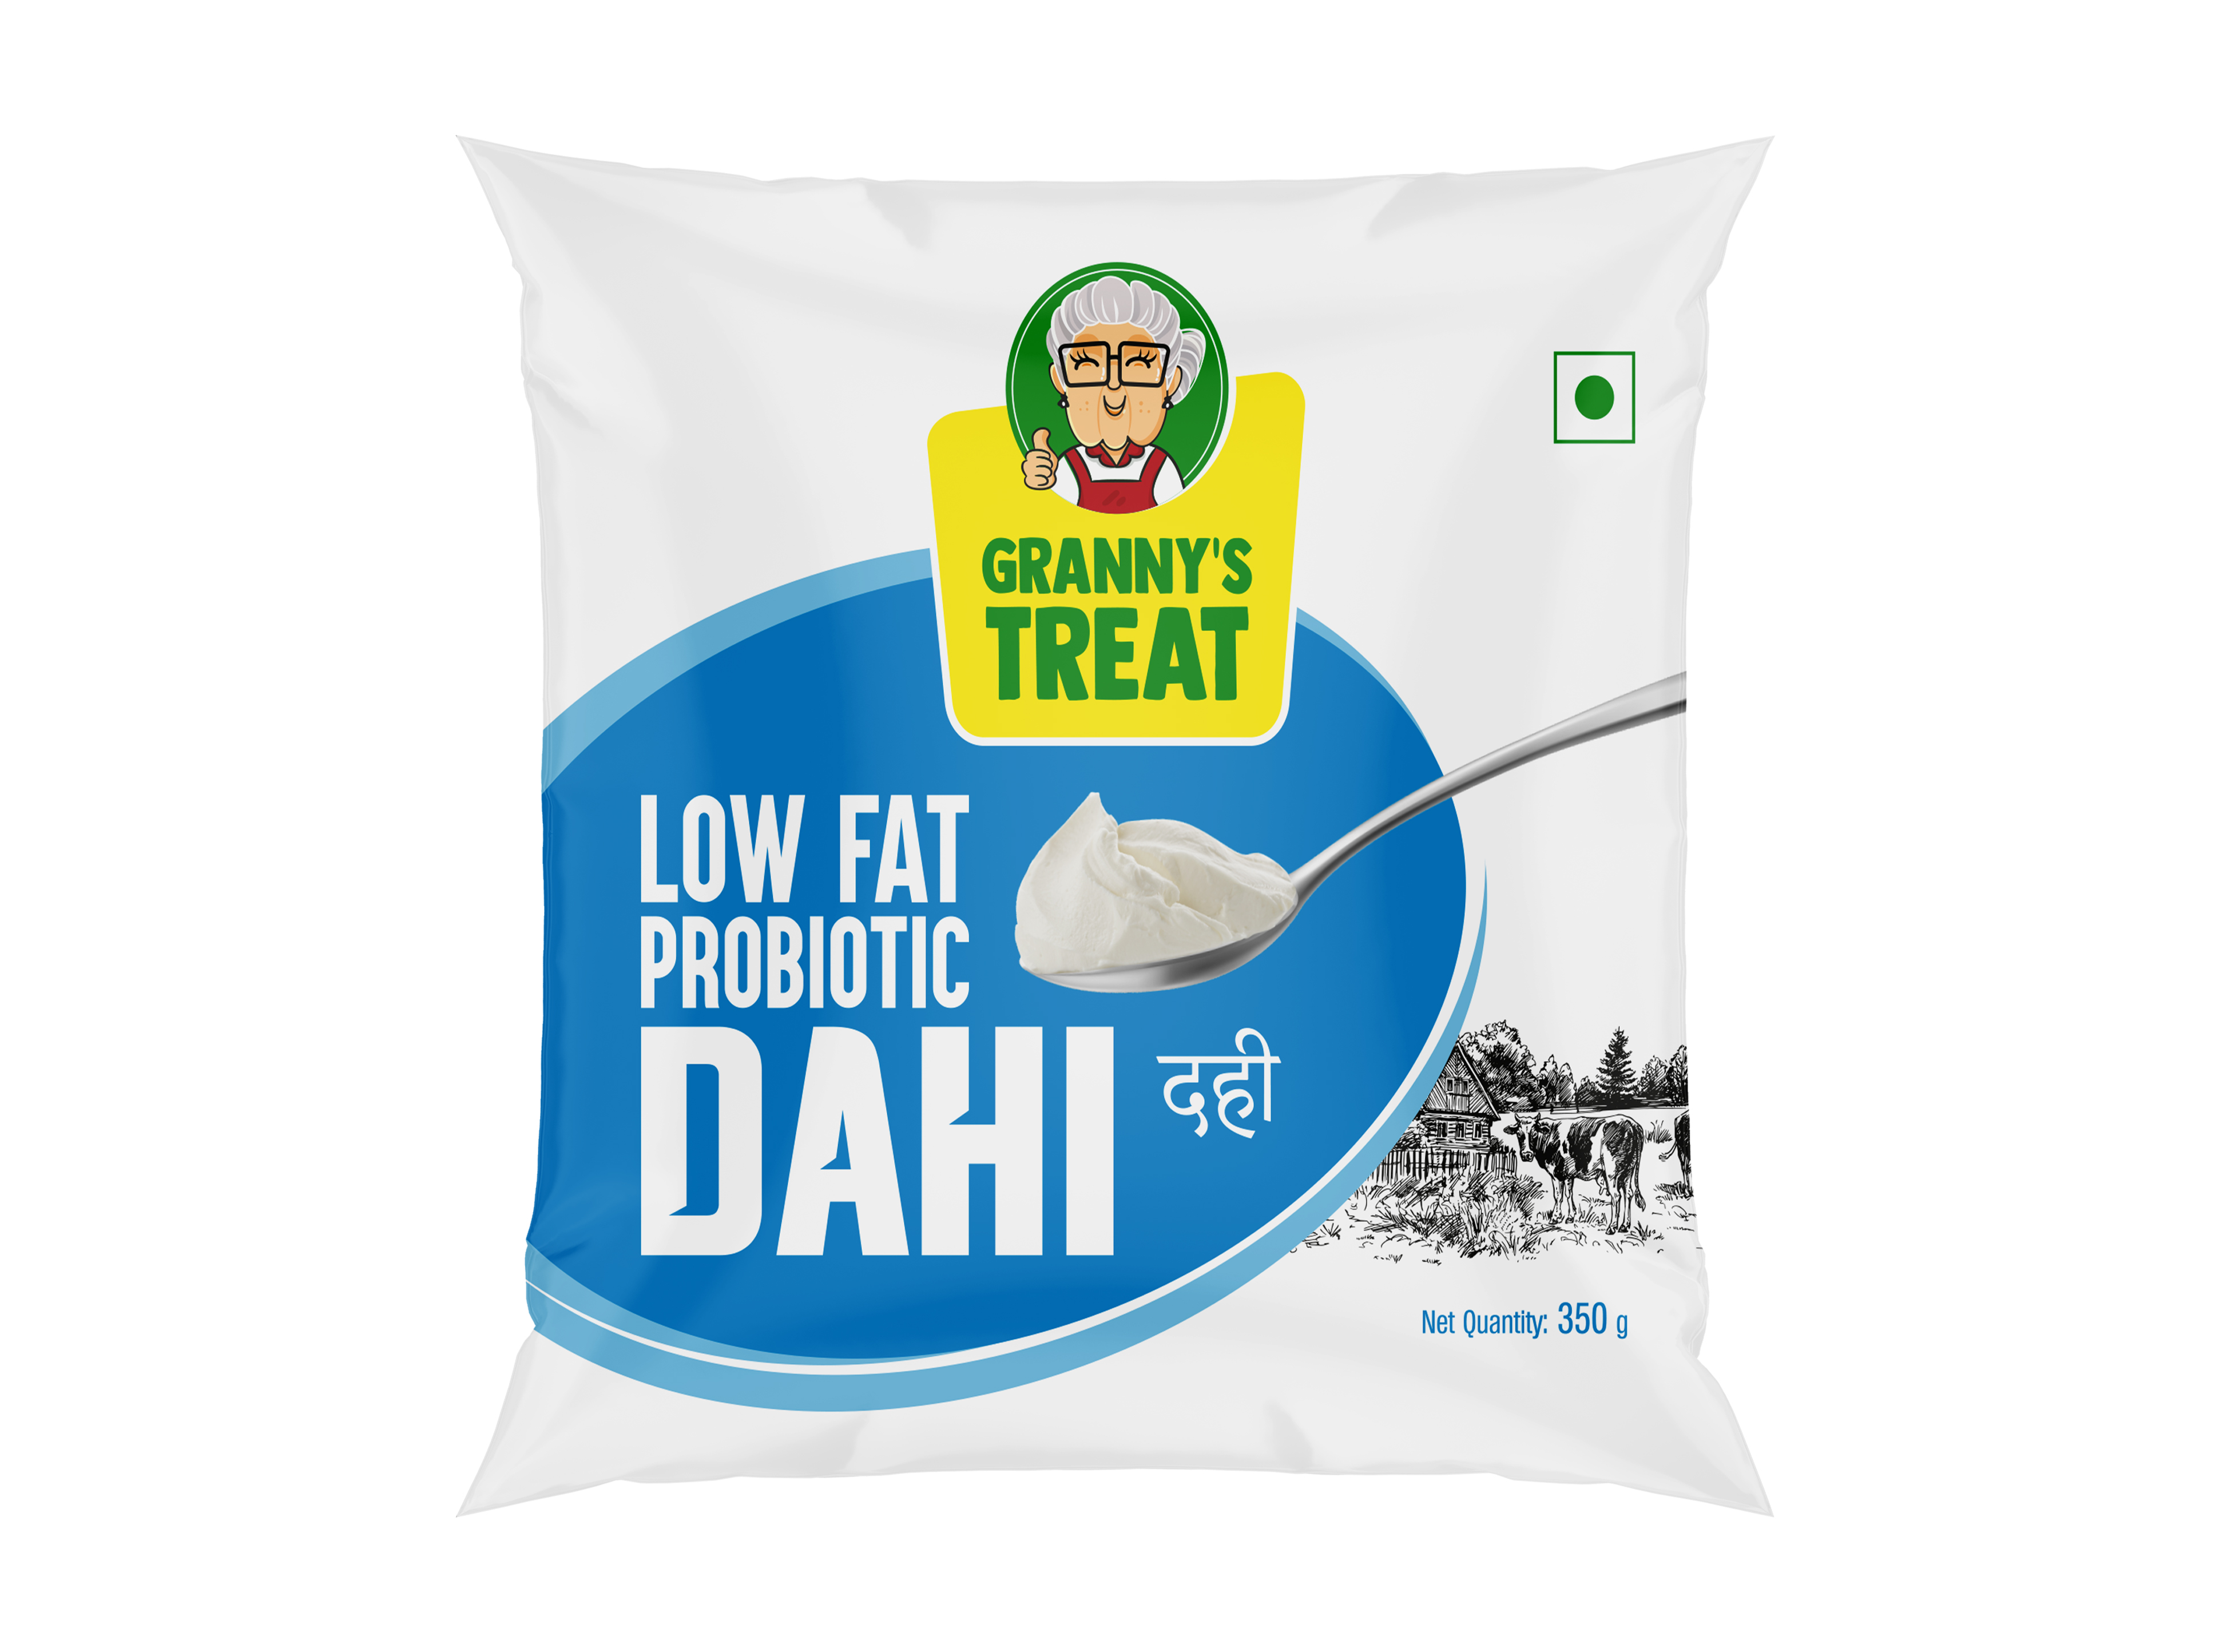 GRANNY'S
TREAT
LOW FAT
PROBIOTIC
DAHI
दही
Net Quantity: 350 g